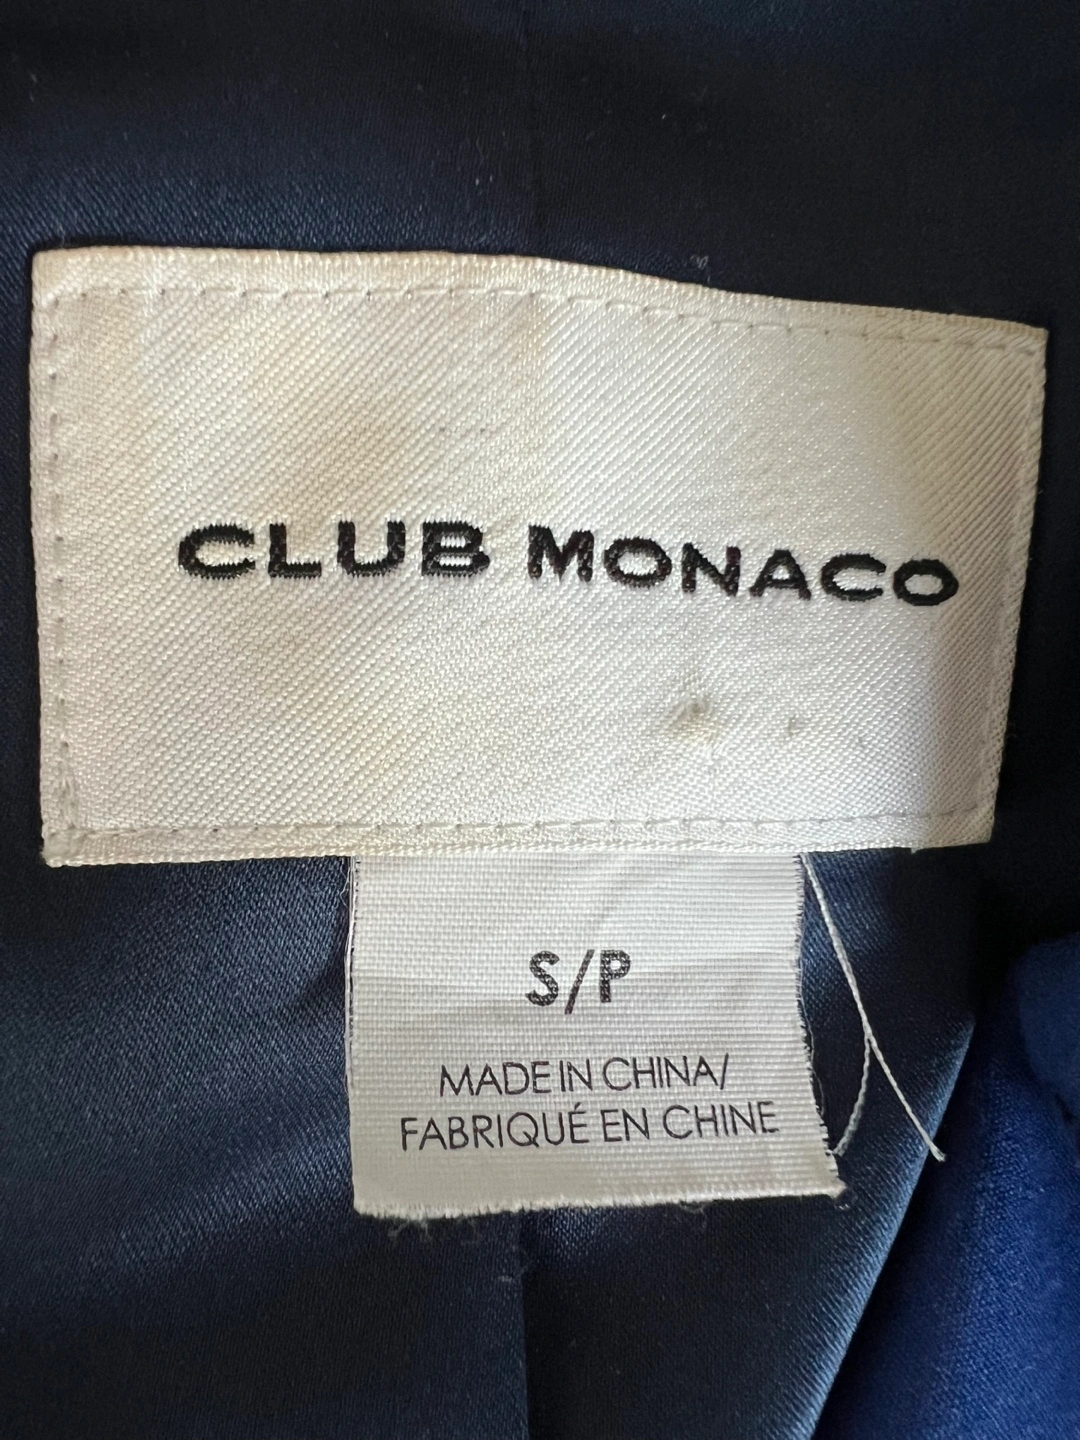 CLUB MONACO
S/P
MADE IN CHINA/
FABRIQUÉ EN CHINE